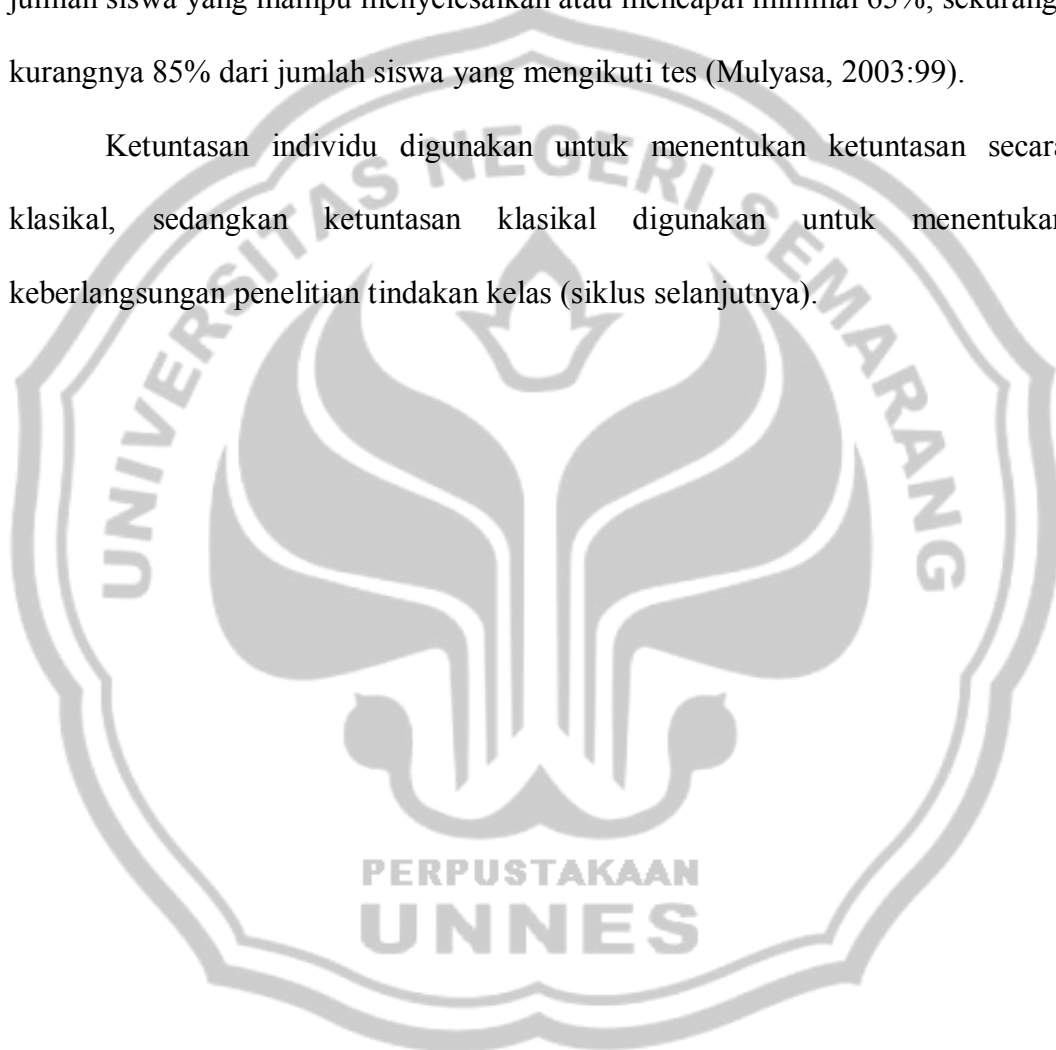 jumlah siswa yang mampu menyelesaikan atau mencapai minimal 65%, sekurang-
kurangnya 85% dari jumlah siswa yang mengikuti tes (Mulyasa, 2003:99).
Ketuntasan individu digunakan untuk menentukan ketuntasan secara
klasikal, sedangkan ketuntasan klasikal digunakan untuk menentukan
keberlangsungan penelitian tindakan kelas (siklus selanjutnya).
UNIVERSITAS NEGERI SEMARANG
PERPUSTAKAAN
UNNES